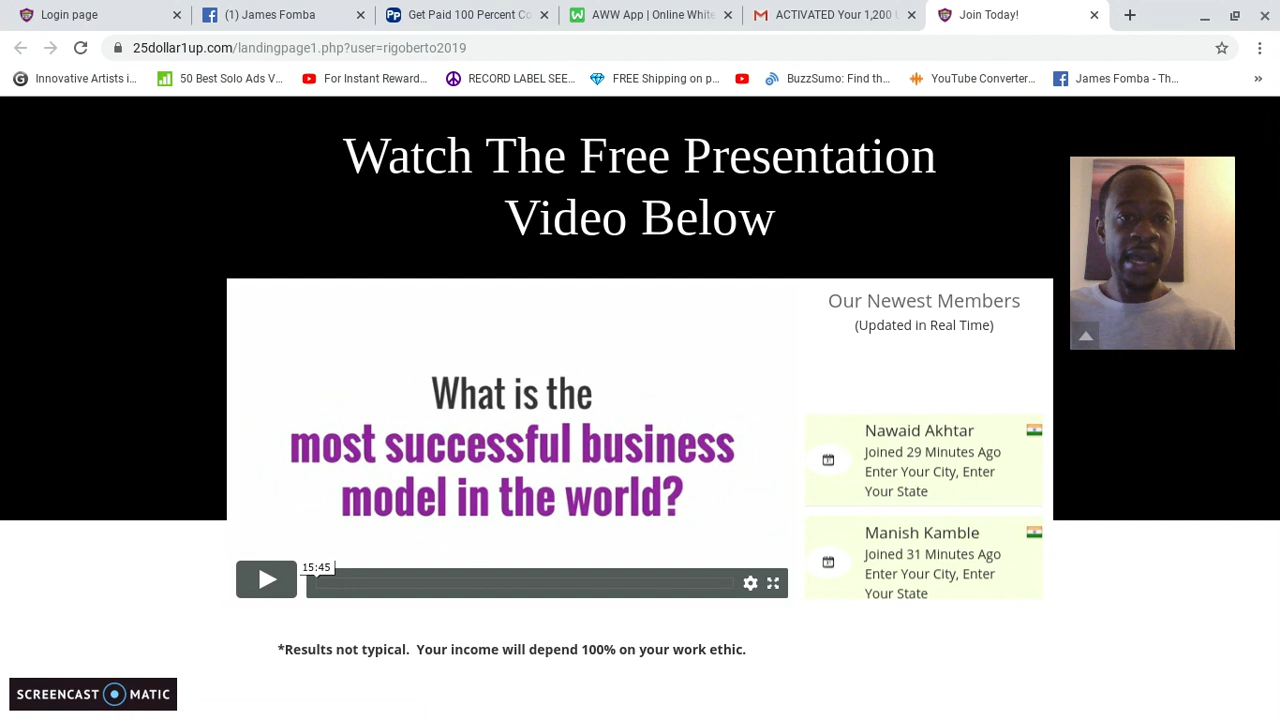 Login page
(1) James Fomba
Get Paid 100 Percent Co
AWW App | Online White
ACTIVATED Your 1,200 U
Join Today!
25dollar1up.com/landingpage1.php?user=rigoberto2019
Innovative Artists i...
50 Best Solo Ads V...
For Instant Reward...
RECORD LABEL SEE...
FREE Shipping on p...
BuzzSumo: Find th...
YouTube Converter...
James Fomba - Th...
Watch The Free Presentation
Video Below
Our Newest Members
(Updated in Real Time)
What is the
most successful business
model in the world?
Nawaid Akhtar
Joined 29 Minutes Ago
Enter Your City, Enter
Your State
Manish Kamble
Joined 31 Minutes Ago
Enter Your City, Enter
Your State
15:45
*Results not typical.  Your income will depend 100% on your work ethic.
SCREENCAST MATIC